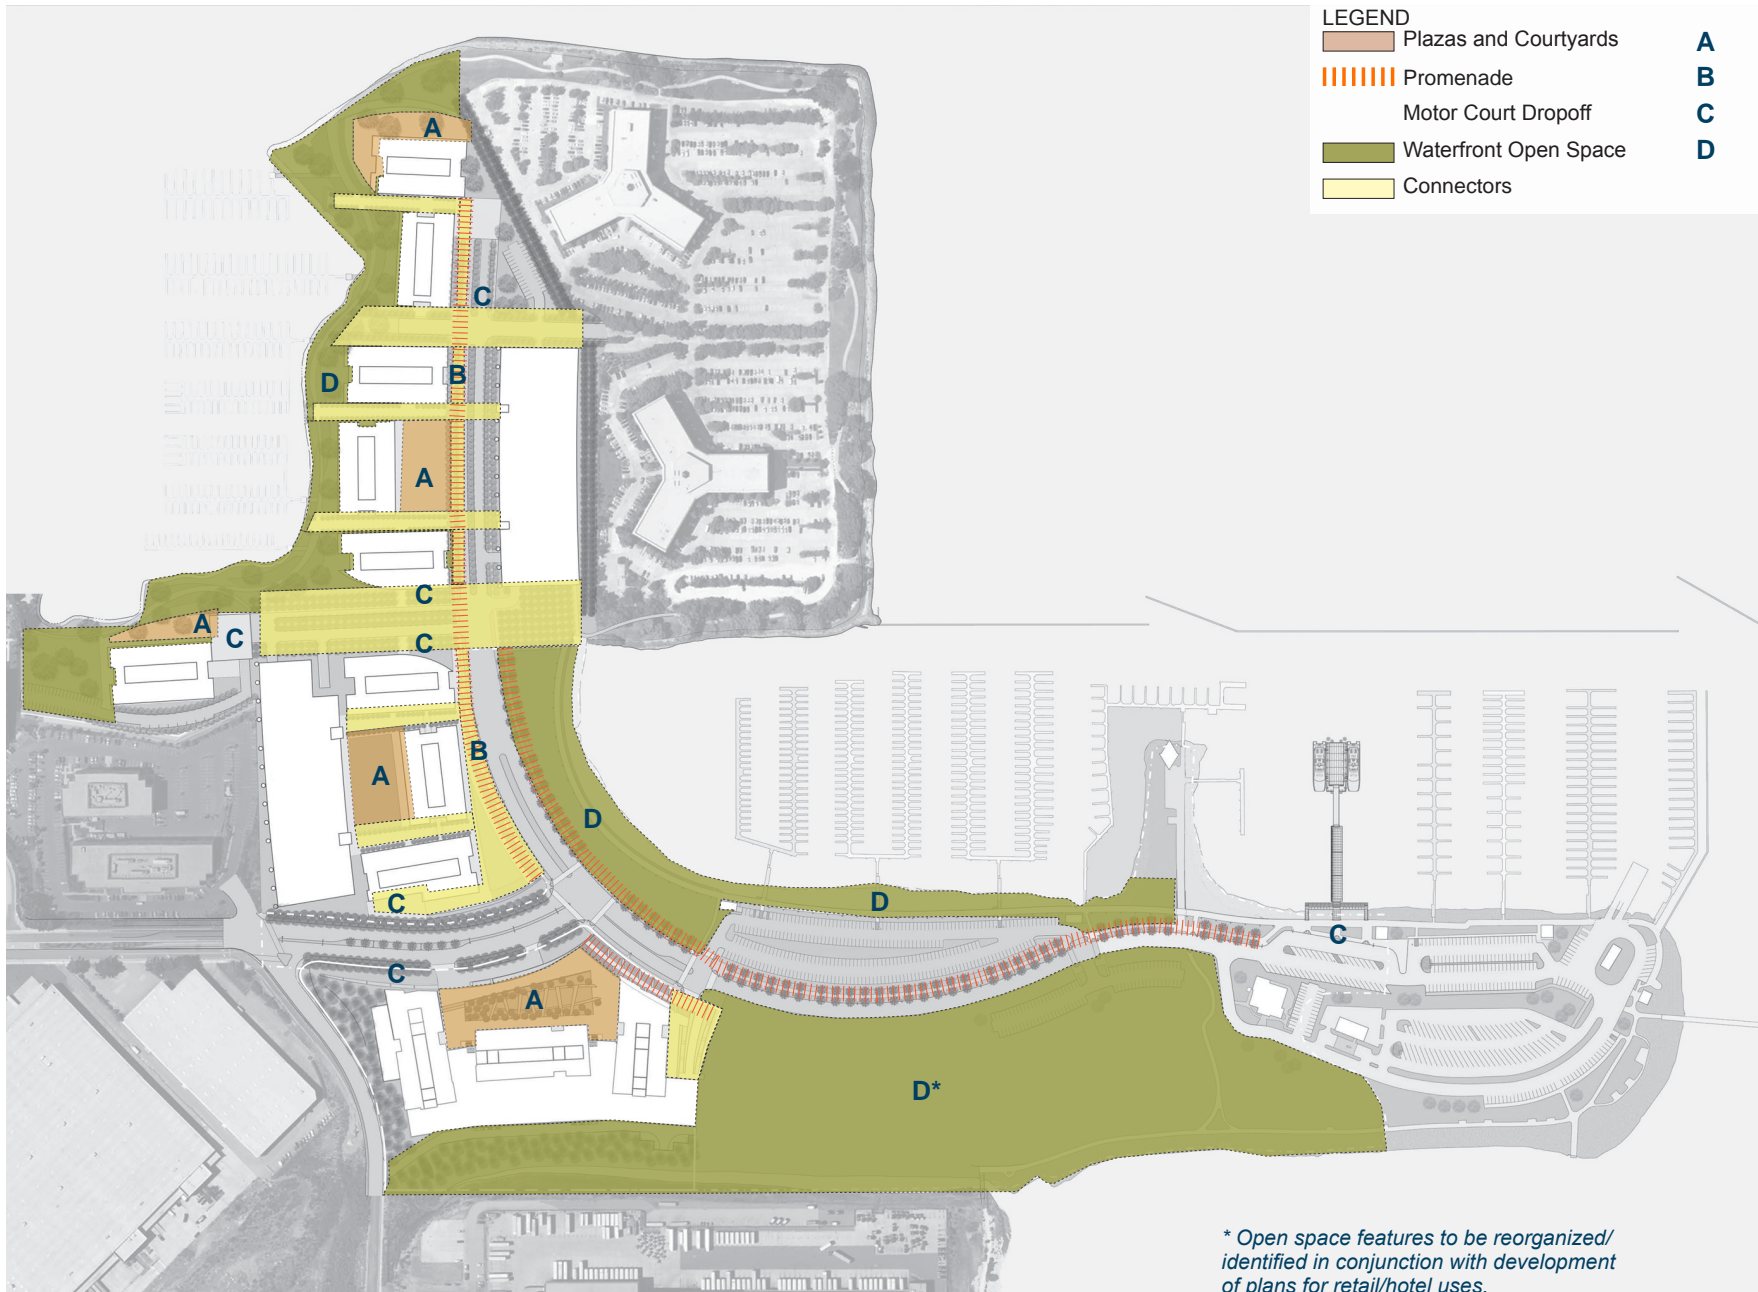 LEGEND
Plazas and Courtyards A
Promenade B
Motor Court Dropoff C
Waterfront Open Space D
Connectors
A
C
D
B
A
C
A
C
C
A
B
D
C
D
C
C
A
D*
* Open space features to be reorganized/
identified in conjunction with development
of plans for retail/hotel uses.